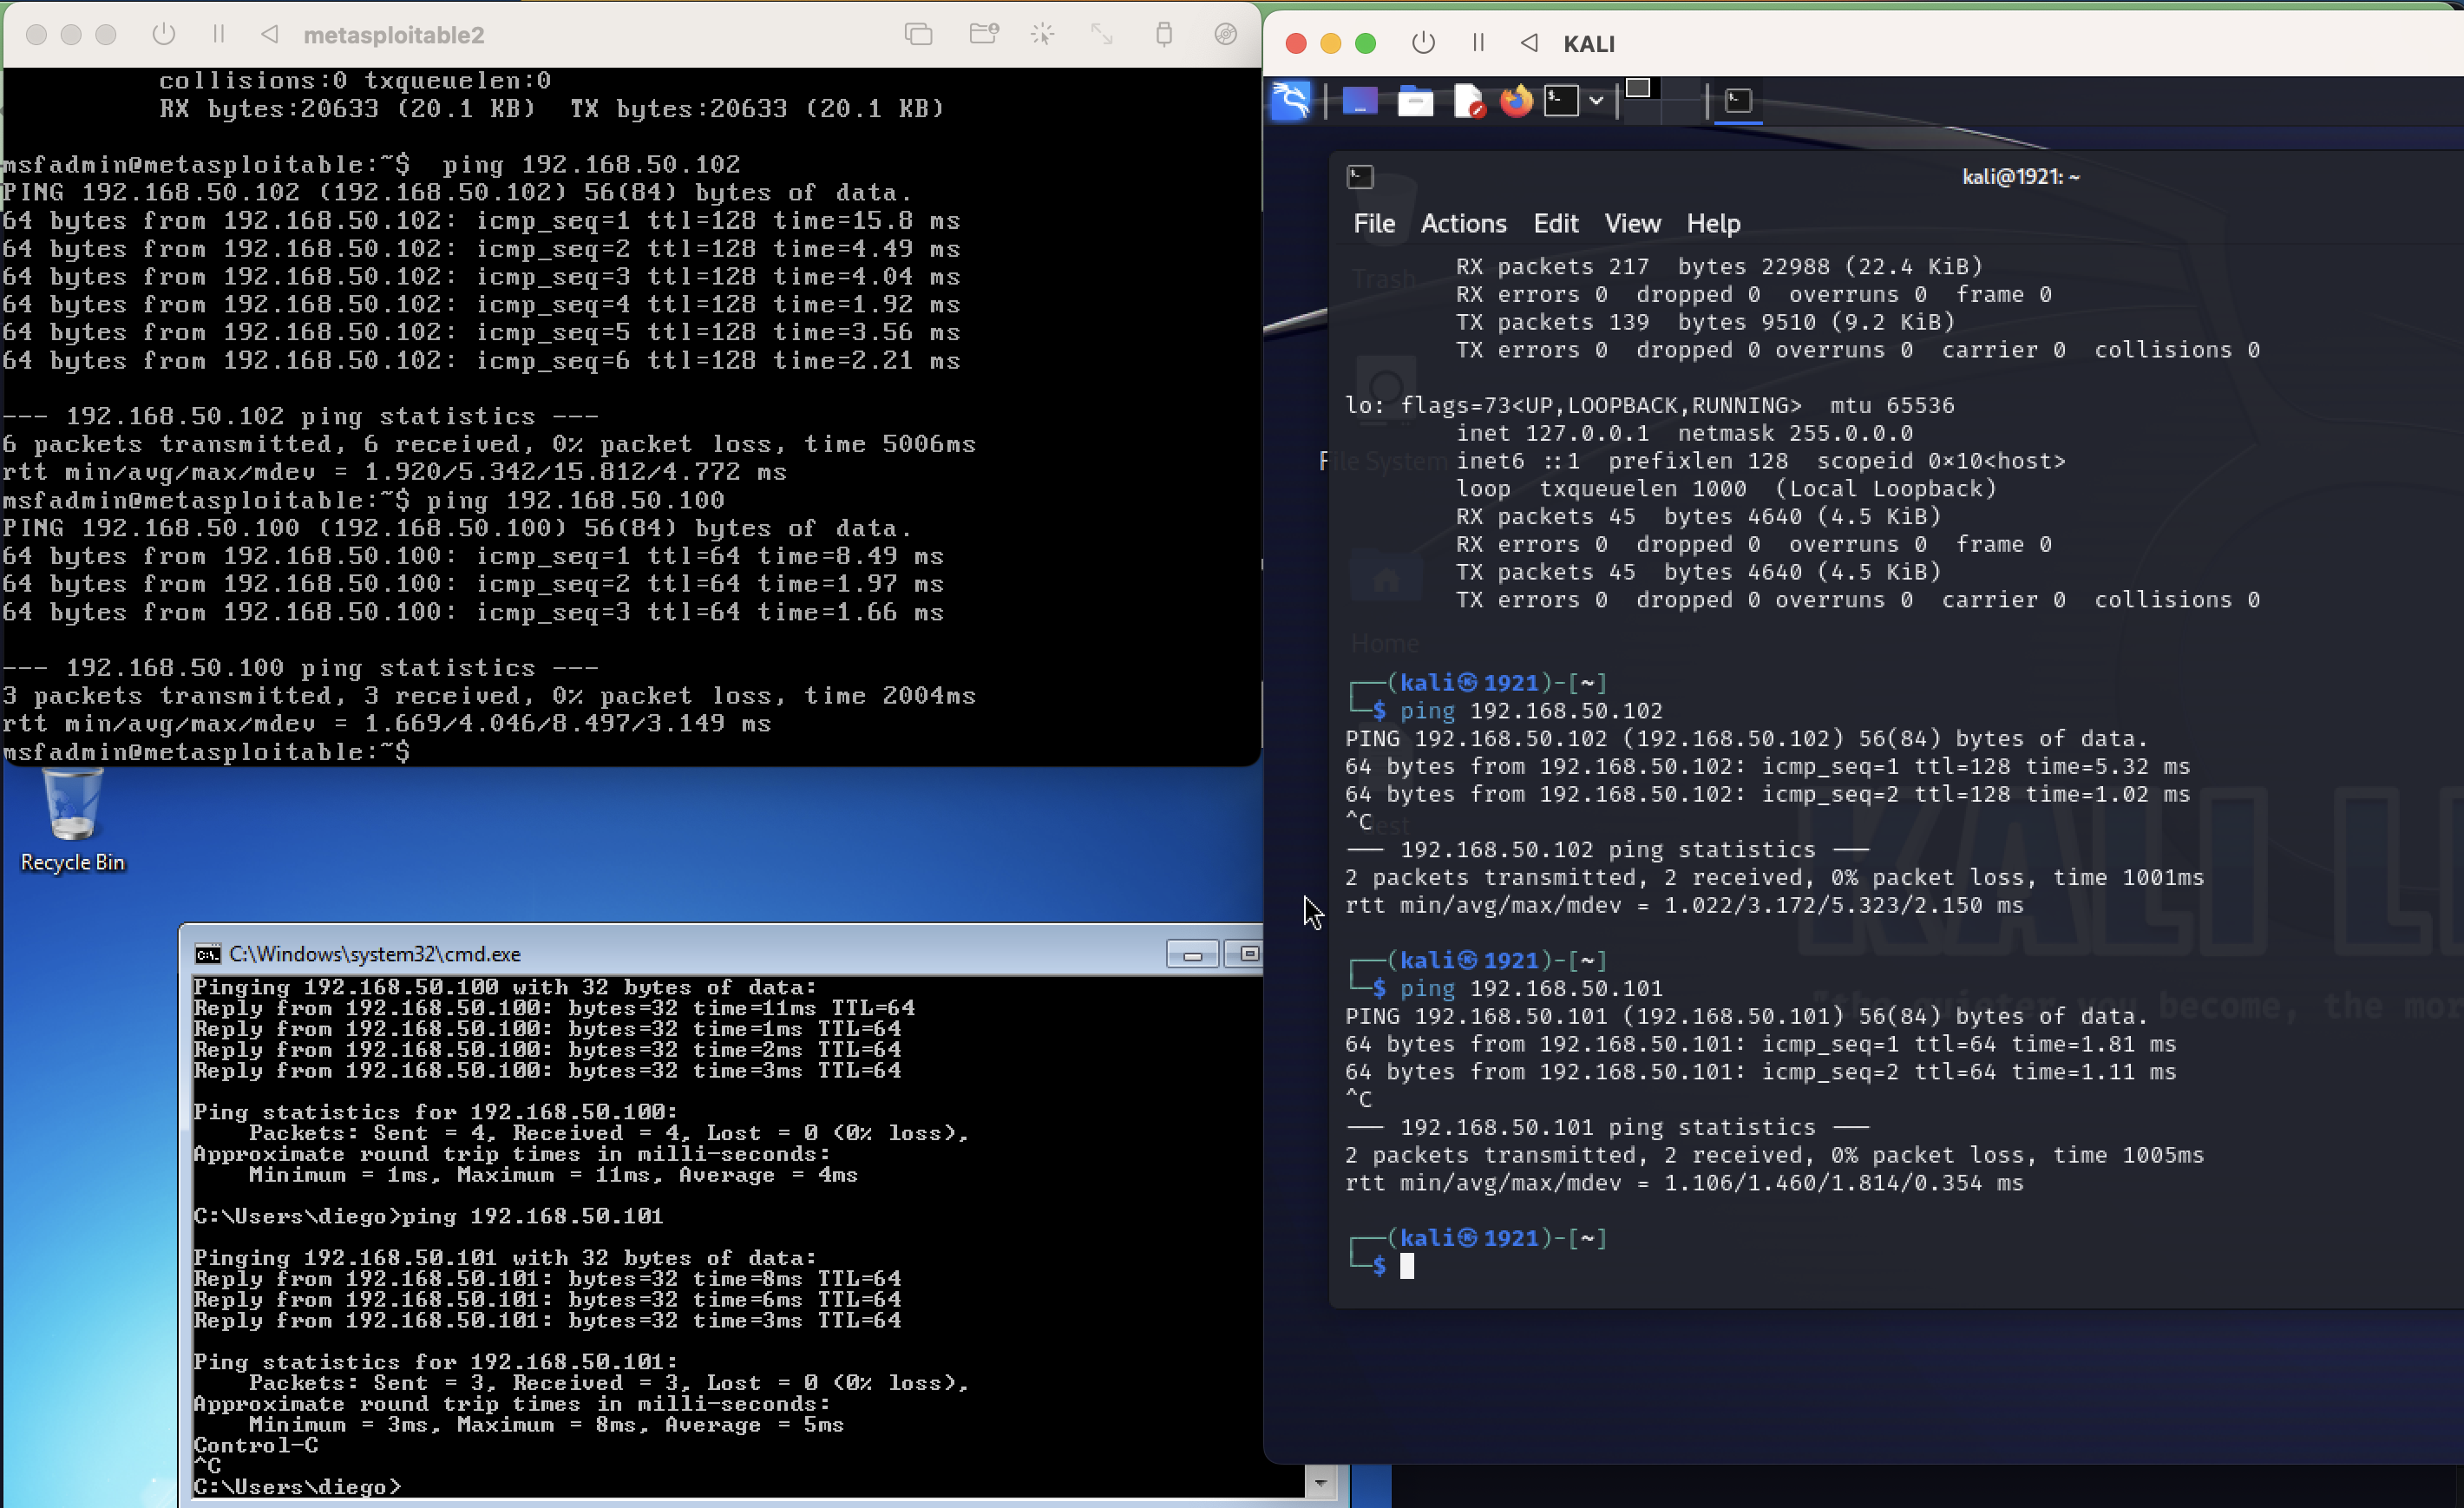 metasploitable2
collisions:0 txqueuelen:0
RX bytes:20633 (20.1 KB)  TX bytes:20633 (20.1 KB)
msfadmin@metasploitable:~$  ping 192.168.50.102
PING 192.168.50.102 (192.168.50.102) 56(84) bytes of data.
64 bytes from 192.168.50.102: icmp_seq=1 ttl=128 time=15.8 ms
64 bytes from 192.168.50.102: icmp_seq=2 ttl=128 time=4.49 ms
64 bytes from 192.168.50.102: icmp_seq=3 ttl=128 time=4.04 ms
64 bytes from 192.168.50.102: icmp_seq=4 ttl=128 time=1.92 ms
64 bytes from 192.168.50.102: icmp_seq=5 ttl=128 time=3.56 ms
64 bytes from 192.168.50.102: icmp_seq=6 ttl=128 time=2.21 ms
--- 192.168.50.102 ping statistics ---
6 packets transmitted, 6 received, 0% packet loss, time 5006ms
rtt min/avg/max/mdev = 1.920/5.342/15.812/4.772 ms
msfadmin@metasploitable:~$ ping 192.168.50.100
PING 192.168.50.100 (192.168.50.100) 56(84) bytes of data.
64 bytes from 192.168.50.100: icmp_seq=1 ttl=64 time=8.49 ms
64 bytes from 192.168.50.100: icmp_seq=2 ttl=64 time=1.97 ms
64 bytes from 192.168.50.100: icmp_seq=3 ttl=64 time=1.66 ms
--- 192.168.50.100 ping statistics ---
3 packets transmitted, 3 received, 0% packet loss, time 2004ms
rtt min/avg/max/mdev = 1.669/4.046/8.497/3.149 ms
msfadmin@metasploitable:~$
Recycle Bin
C:\Windows\system32\cmd.exe
Pinging 192.168.50.100 with 32 bytes of data:
Reply from 192.168.50.100: bytes=32 time=11ms TTL=64
Reply from 192.168.50.100: bytes=32 time=1ms TTL=64
Reply from 192.168.50.100: bytes=32 time=2ms TTL=64
Reply from 192.168.50.100: bytes=32 time=3ms TTL=64
Ping statistics for 192.168.50.100:
Packets: Sent = 4, Received = 4, Lost = 0 (0% loss),
Approximate round trip times in milli-seconds:
Minimum = 1ms, Maximum = 11ms, Average = 4ms
C:\Users\diego>ping 192.168.50.101
Pinging 192.168.50.101 with 32 bytes of data:
Reply from 192.168.50.101: bytes=32 time=8ms TTL=64
Reply from 192.168.50.101: bytes=32 time=6ms TTL=64
Reply from 192.168.50.101: bytes=32 time=3ms TTL=64
Ping statistics for 192.168.50.101:
Packets: Sent = 3, Received = 3, Lost = 0 (0% loss),
Approximate round trip times in milli-seconds:
Minimum = 3ms, Maximum = 8ms, Average = 5ms
Control-C
^C
C:\Users\diego>
KALI
kali@1921: ~
File Actions Edit View Help
RX packets 217  bytes 22988 (22.4 KiB)
Trash
RX errors 0  dropped 0  overruns 0  frame 0
TX packets 139  bytes 9510 (9.2 KiB)
TX errors 0  dropped 0 overruns 0  carrier 0  collisions 0
lo: flags=73<UP,LOOPBACK,RUNNING>  mtu 65536
inet 127.0.0.1  netmask 255.0.0.0
File System
inet6 ::1  prefixlen 128  scopeid 0×10<host>
loop  txqueuelen 1000  (Local Loopback)
RX packets 45  bytes 4640 (4.5 KiB)
RX errors 0  dropped 0  overruns 0  frame 0
TX packets 45  bytes 4640 (4.5 KiB)
TX errors 0  dropped 0 overruns 0  carrier 0  collisions 0
Home
(kali㉿1921)-[~]
$ ping 192.168.50.102
PING 192.168.50.102 (192.168.50.102) 56(84) bytes of data.
64 bytes from 192.168.50.102: icmp_seq=1 ttl=128 time=5.32 ms
64 bytes from 192.168.50.102: icmp_seq=2 ttl=128 time=1.02 ms
^C
— 192.168.50.102 ping statistics —
2 packets transmitted, 2 received, 0% packet loss, time 1001ms
rtt min/avg/max/mdev = 1.022/3.172/5.323/2.150 ms
KALI LI
(kali㉿1921)-[~]
$ ping 192.168.50.101
"the quieter you become, the mor
PING 192.168.50.101 (192.168.50.101) 56(84) bytes of data.
64 bytes from 192.168.50.101: icmp_seq=1 ttl=64 time=1.81 ms
64 bytes from 192.168.50.101: icmp_seq=2 ttl=64 time=1.11 ms
^C
— 192.168.50.101 ping statistics —
2 packets transmitted, 2 received, 0% packet loss, time 1005ms
rtt min/avg/max/mdev = 1.106/1.460/1.814/0.354 ms
(kali㉿1921)-[~]
$